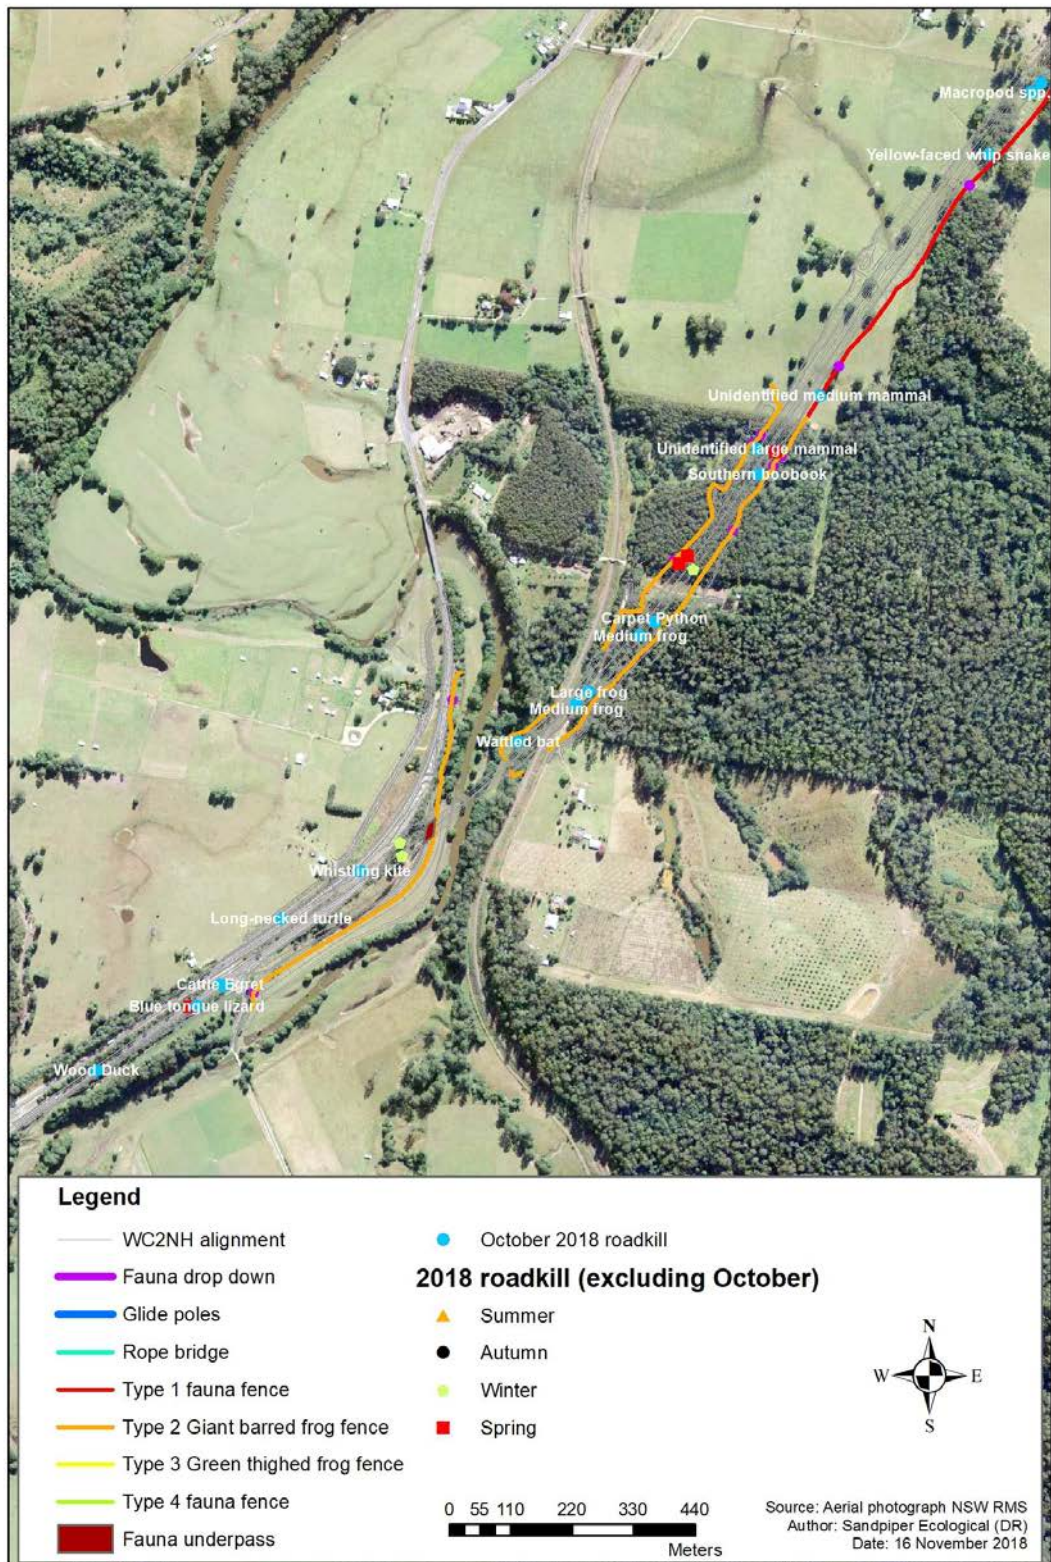 Macropod spp.
Yellow-faced whip snake
Unidentified medium mammal
Unidentified large mammal
Southern boobook
Carpet Python
Medium frog
Large frog
Medium frog
Wattled bat
Whistling kite
Long-necked turtle
Cattle Egret
Blue tongue lizard
Wood Duck
Legend
WC2NH alignment
Fauna drop down
Glide poles
Rope bridge
Type 1 fauna fence
Type 2 Giant barred frog fence
Type 3 Green thighed frog fence
Type 4 fauna fence
Fauna underpass
October 2018 roadkill
2018 roadkill (excluding October)
Summer
Autumn
Winter
Spring
N
W E
S
0 55 110 220 330 440
Meters
Source: Aerial photograph NSW RMS
Author: Sandpiper Ecological (DR)
Date: 16 November 2018